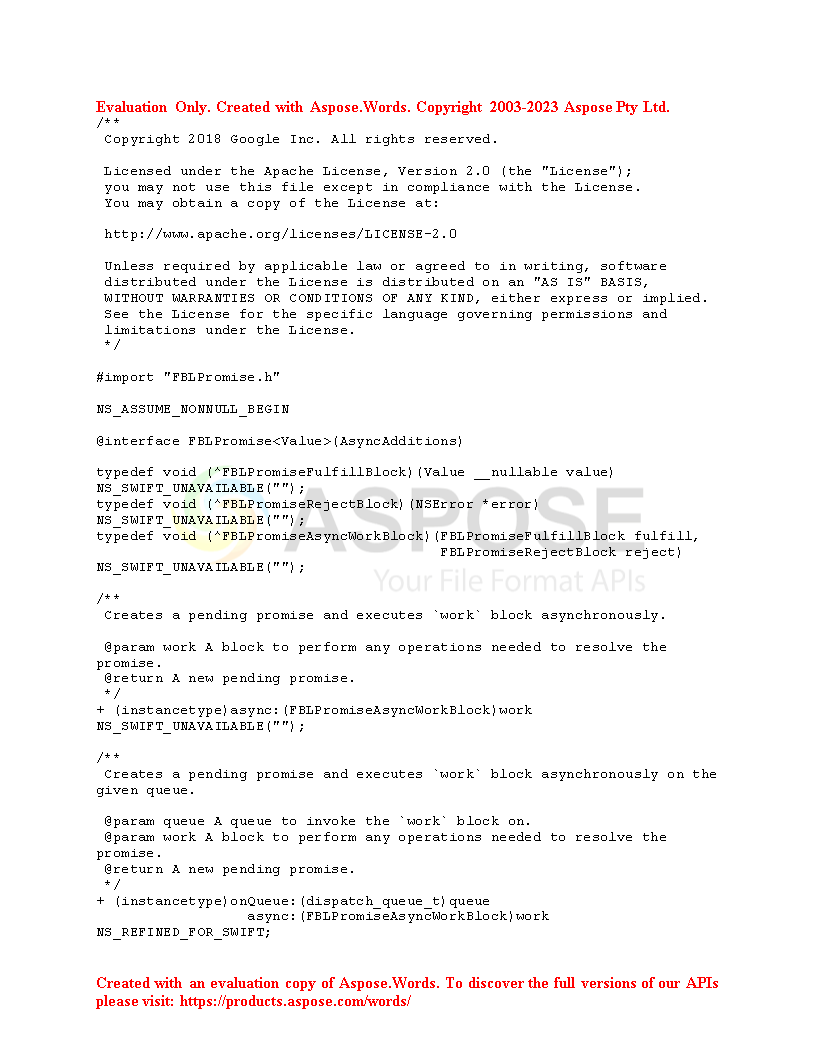 Evaluation Only. Created with Aspose.Words. Copyright 2003-2023 Aspose Pty Ltd.
/**
 Copyright 2018 Google Inc. All rights reserved.

 Licensed under the Apache License, Version 2.0 (the "License");
 you may not use this file except in compliance with the License.
 You may obtain a copy of the License at:

 http://www.apache.org/licenses/LICENSE-2.0

 Unless required by applicable law or agreed to in writing, software
 distributed under the License is distributed on an "AS IS" BASIS,
 WITHOUT WARRANTIES OR CONDITIONS OF ANY KIND, either express or implied.
 See the License for the specific language governing permissions and
 limitations under the License.
 */

#import "FBLPromise.h"

NS_ASSUME_NONNULL_BEGIN

@interface FBLPromise<Value>(AsyncAdditions)

typedef void (^FBLPromiseFulfillBlock)(Value __nullable value)
NS_SWIFT_UNAVAILABLE("");
typedef void (^FBLPromiseRejectBlock)(NSError *error)
NS_SWIFT_UNAVAILABLE("");
typedef void (^FBLPromiseAsyncWorkBlock)(FBLPromiseFulfillBlock fulfill,
                                         FBLPromiseRejectBlock reject)
NS_SWIFT_UNAVAILABLE("");
ASPOSE
Your File Format APIs

/**
 Creates a pending promise and executes `work` block asynchronously.

 @param work A block to perform any operations needed to resolve the
promise.
 @return A new pending promise.
 */
+ (instancetype)async:(FBLPromiseAsyncWorkBlock)work
NS_SWIFT_UNAVAILABLE("");

/**
 Creates a pending promise and executes `work` block asynchronously on the
given queue.

 @param queue A queue to invoke the `work` block on.
 @param work A block to perform any operations needed to resolve the
promise.
 @return A new pending promise.
 */
+ (instancetype)onQueue:(dispatch_queue_t)queue
                  async:(FBLPromiseAsyncWorkBlock)work
NS_REFINED_FOR_SWIFT;

Created with an evaluation copy of Aspose.Words. To discover the full versions of our APIs
please visit: https://products.aspose.com/words/